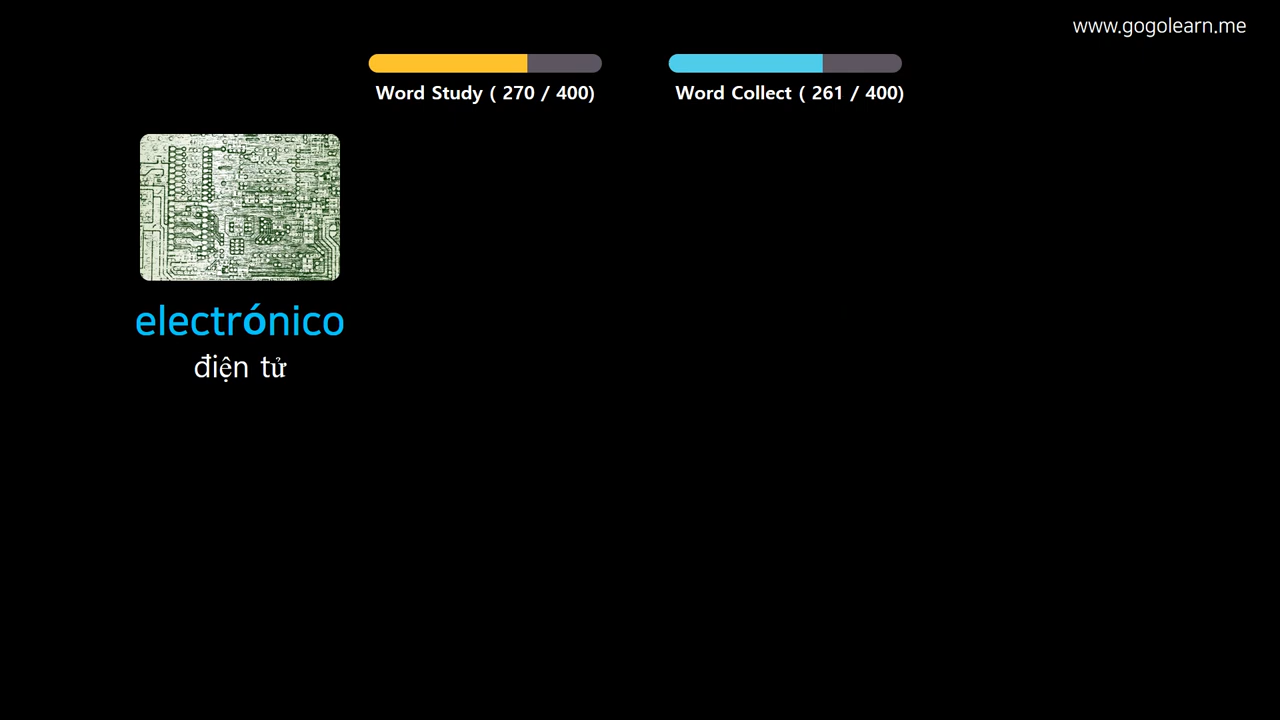 www.gogolearn.me
Word Study ( 270 / 400)
Word Collect ( 261 / 400)
electrónico
điện tử